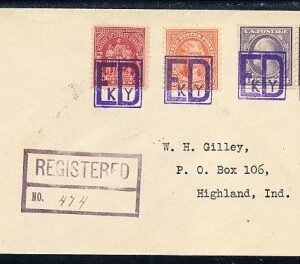 U.S. POSTAGE
ED
KY
ED
KY
ED
KY
REGISTERED
NO. 474
W. H. Gilley,
P. O. Box 106,
Highland, Ind.